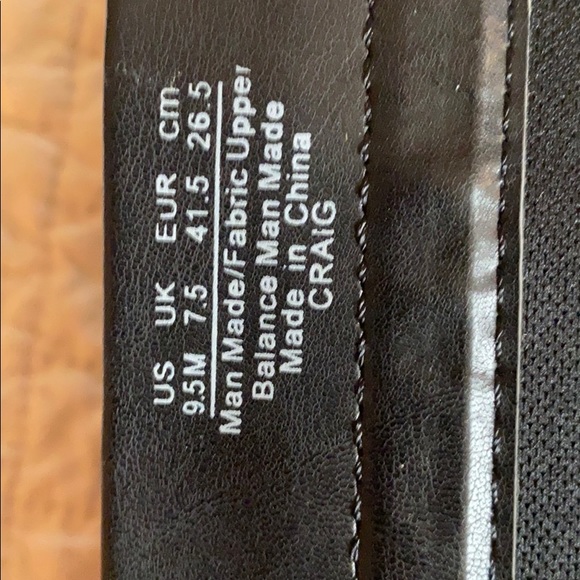 US UK EUR cm
9.5M 7.5 41.5 26.5
Man Made/Fabric Upper
Balance Man Made
Made in China
CRAIG